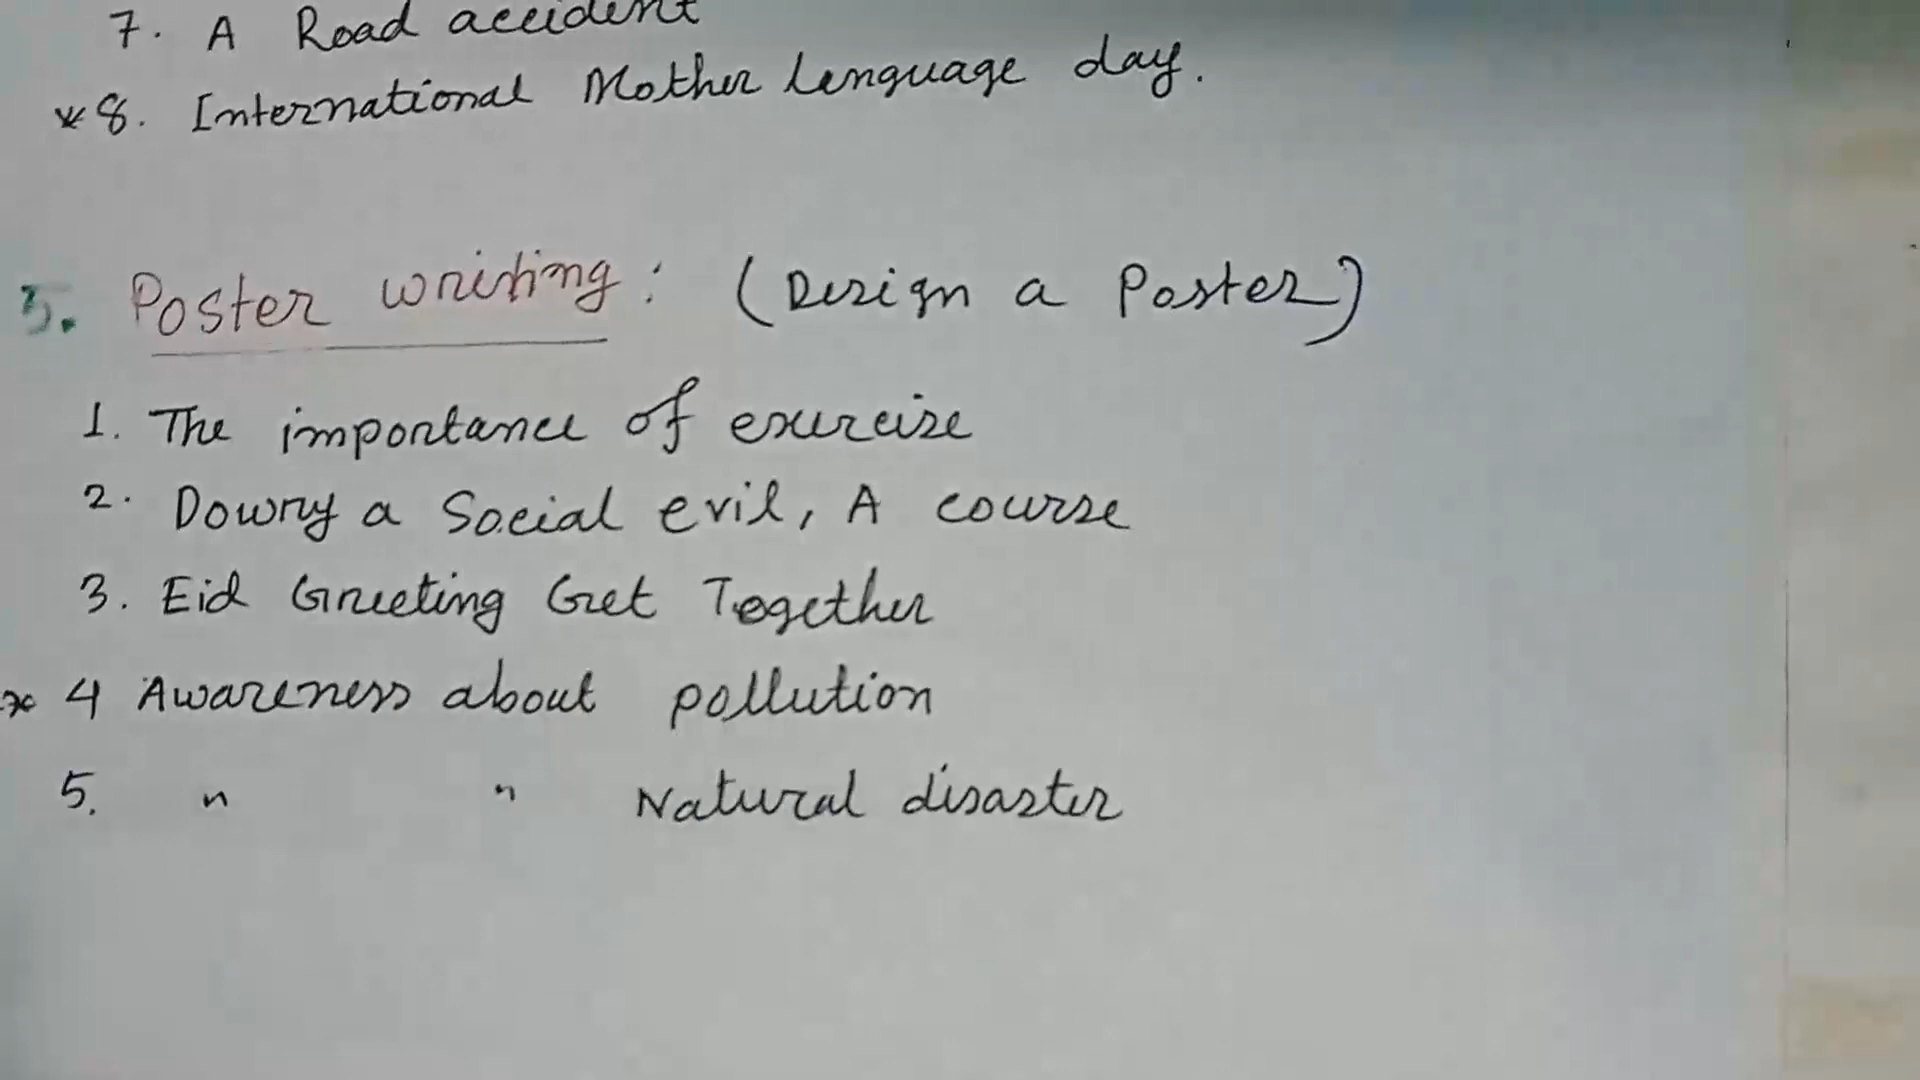 7. A Road accident
*8. International Mother Lenguage day.
5. Poster writing: (Design a Poster)
1. The importance of exercise
2. Dowry a Social evil, A course
3. Eid Greeting Get Together
* 4 Awareness about pollution
5. " " Natural disaster